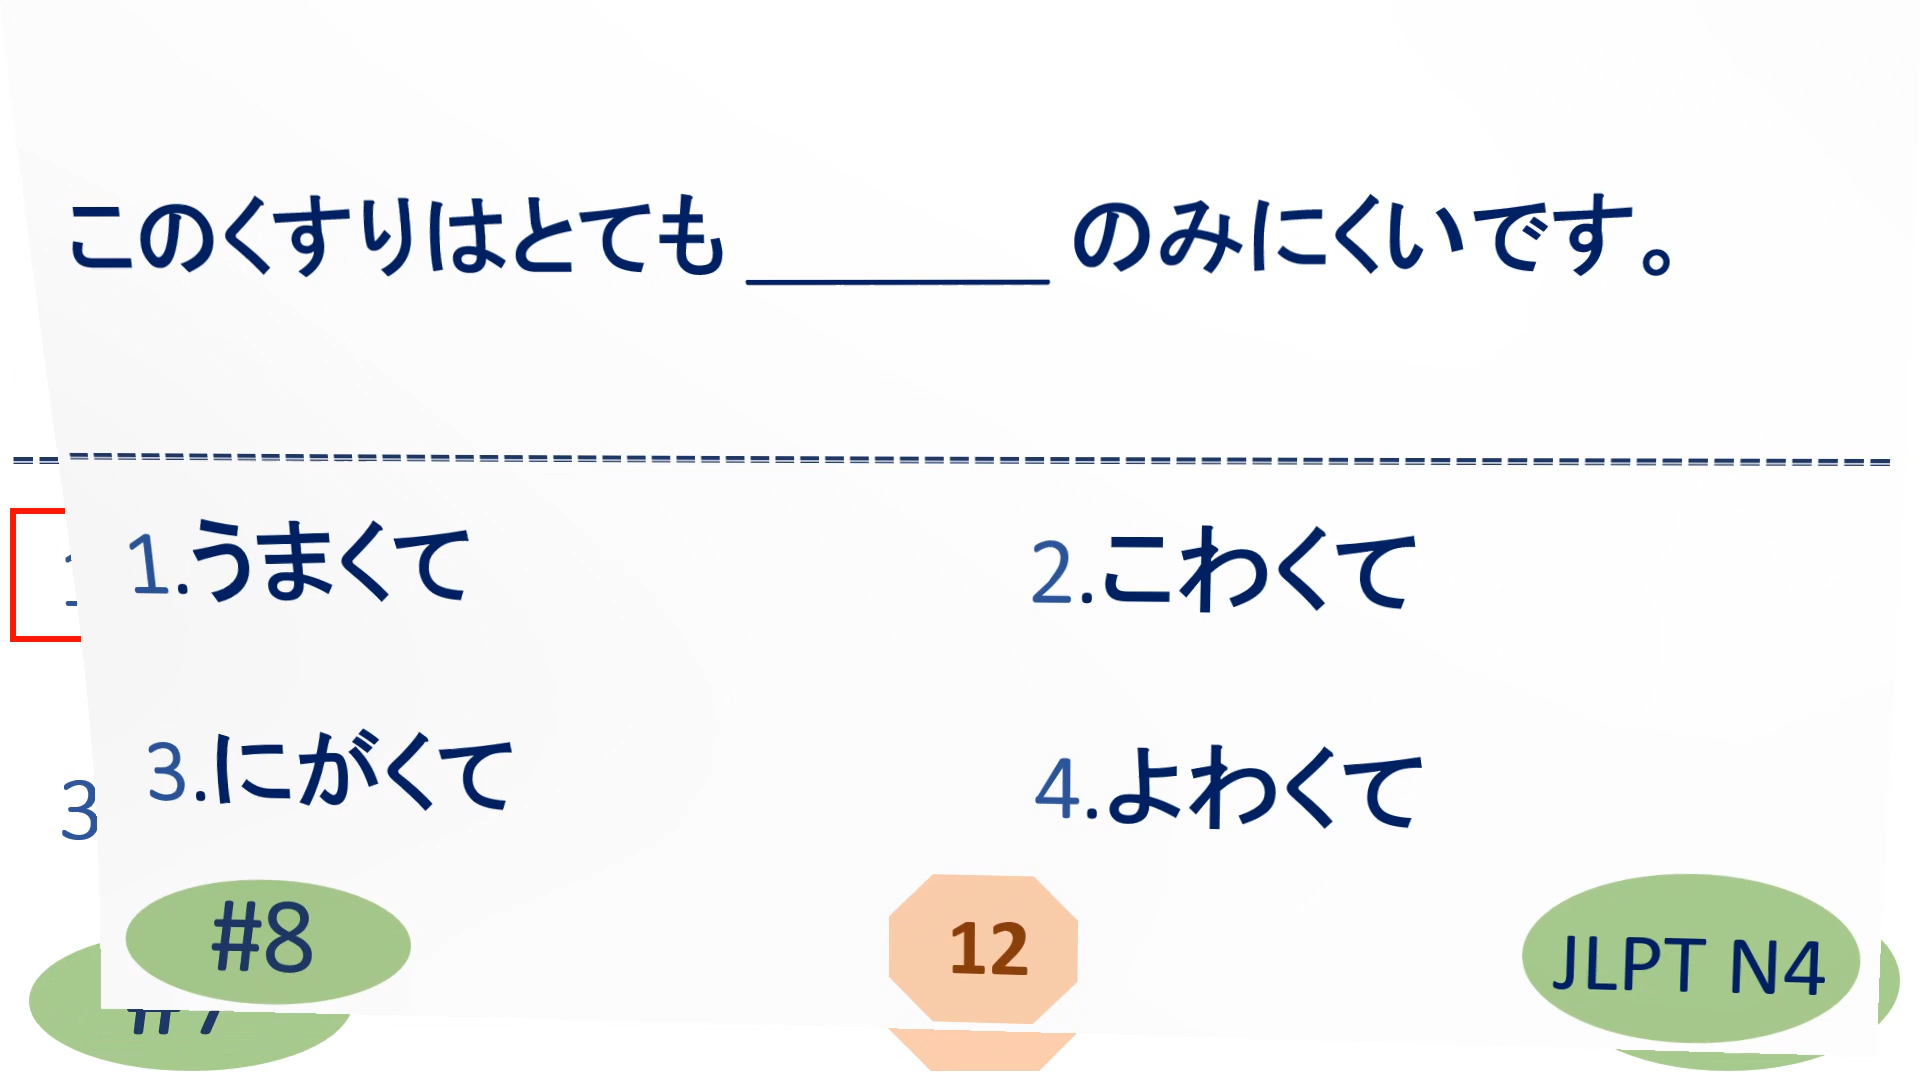 このくすりはとても ______ のみにくいです。
1.うまくて
2.こわくて
3.にがくて
4.よわくて
3
#8
12
JLPT N4